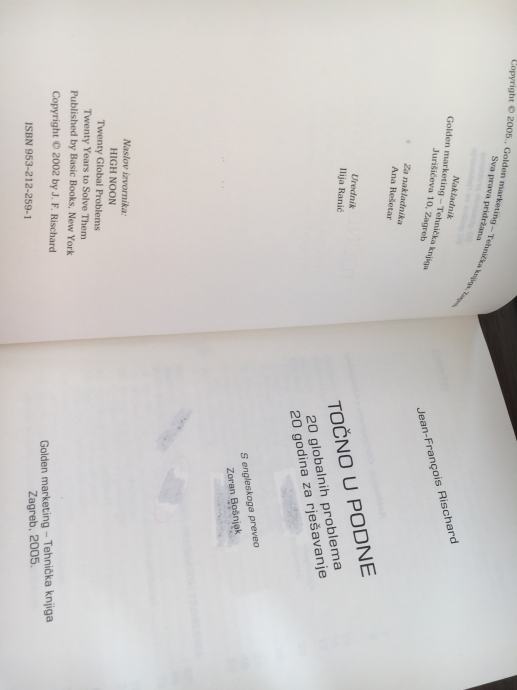 Copyright © 2005., Golden marketing – Tehnička knjiga, Zagreb
Sva prava pridržana
Nakladnik
Golden marketing – Tehnička knjiga
Jurišićeva 10, Zagreb
Za nakladnika
Ana Rešetar
Urednik
Ilija Ranić
Naslov izvornika:
HIGH NOON
Twenty Global Problems
Twenty Years to Solve Them
Published by Basic Books, New York
Copyright © 2002 by J. F. Rischard
ISBN 953-212-259-1
Jean-François Rischard
TOČNO U PODNE
20 globalnih problema
20 godina za rješavanje
S engleskoga preveo
Zoran Bošnjak
Golden marketing – Tehnička knjiga
Zagreb, 2005.